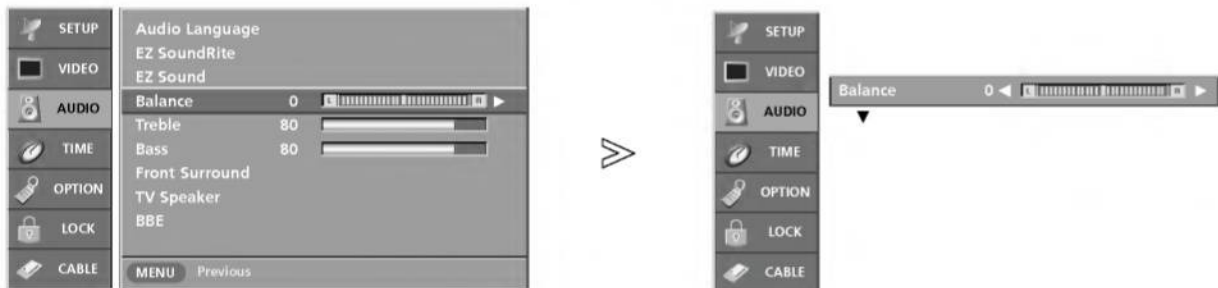 SETUP
VIDEO
AUDIO
TIME
OPTION
LOCK
CABLE
Audio Language
EZ SoundRite
EZ Sound
Balance 0 L R
Treble 80
Bass 80
Front Surround
TV Speaker
BBE
MENU Previous
SETUP
VIDEO
AUDIO
TIME
OPTION
LOCK
CABLE
Balance 0 L R